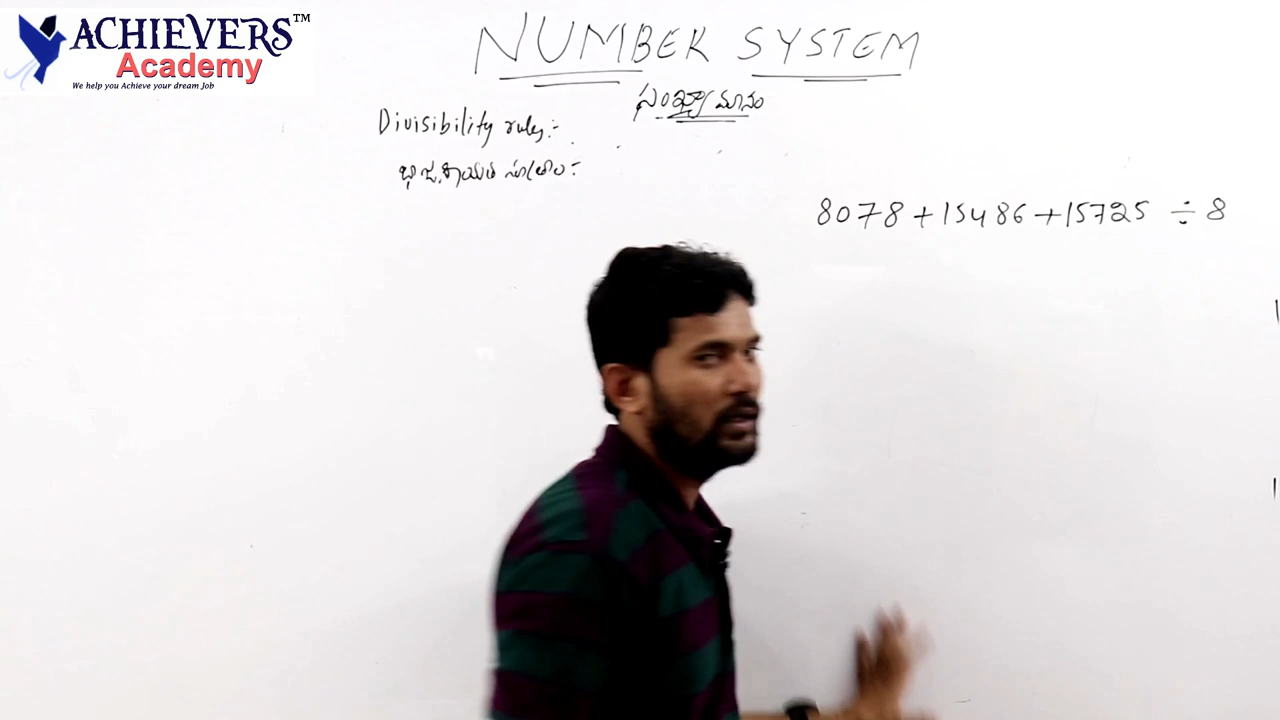 ACHIEVERS™
Academy
We help you Achieve your dream Job
NUMBER SYSTEM
సంఖ్యామానం
Divisibility rules:-
8078 + 15486 + 15725 ÷ 8